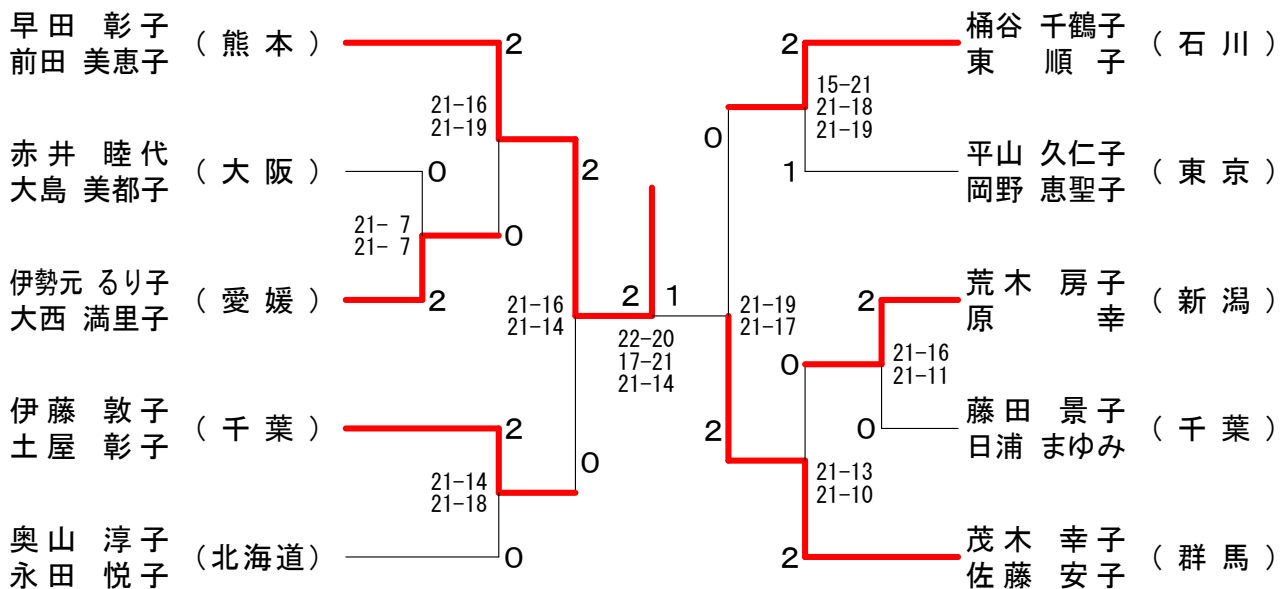 早田 彰子
前田 美恵子
(熊本)
2
21-16
21-19
赤井 睦代
大島 美都子
(大阪)
0
21- 7
21- 7
0
伊勢元 るり子
大西 満里子
(愛媛)
2
2
21-16
21-14
伊藤 敦子
土屋 彰子
(千葉)
2
21-14
21-18
0
奥山 淳子
永田 悦子
(北海道)
0
2
1
22-20
17-21
21-14
桶谷 千鶴子
東 順子
(石川)
2
15-21
21-18
21-19
0
平山 久仁子
岡野 恵聖子
(東京)
1
21-19
21-17
荒木 房子
原 幸
(新潟)
2
21-16
21-11
0
藤田 景子
日浦 まゆみ
(千葉)
0
2
21-13
21-10
茂木 幸子
佐藤 安子
(群馬)
2